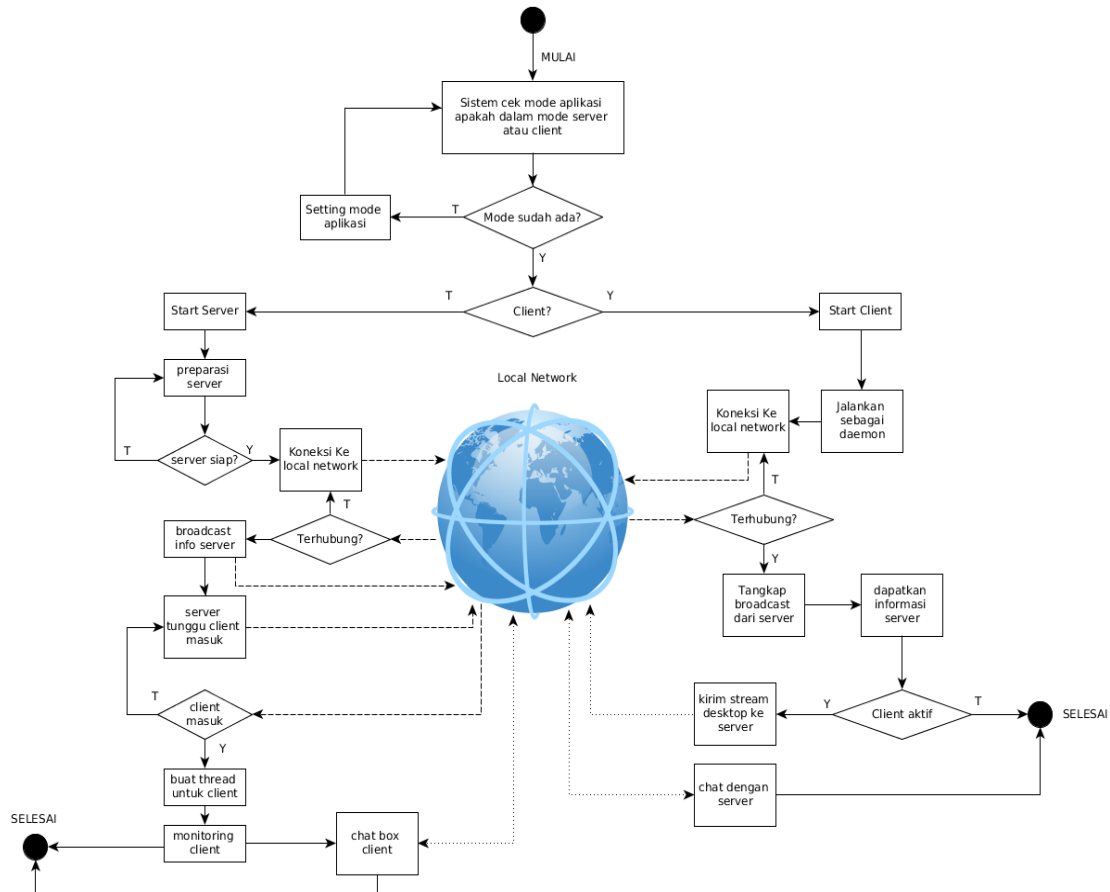 MULAI
Sistem cek mode aplikasi
apakah dalam mode server
atau client
Setting mode
aplikasi
T
Mode sudah ada?
Y
Start Server
T
Client?
Y
Start Client
preparasi
server
Local Network
T
server siap?
Y
Koneksi Ke
local network
Koneksi Ke
local network
Jalankan
sebagai
daemon
T
T
broadcast
info server
Terhubung?
Terhubung?
Y
server
tunggu client
masuk
Tangkap
broadcast
dari server
dapatkan
informasi
server
T
client
masuk
Y
kirim stream
desktop ke
server
Y
Client aktif
T
SELESAI
buat thread
untuk client
chat dengan
server
SELESAI
monitoring
client
chat box
client